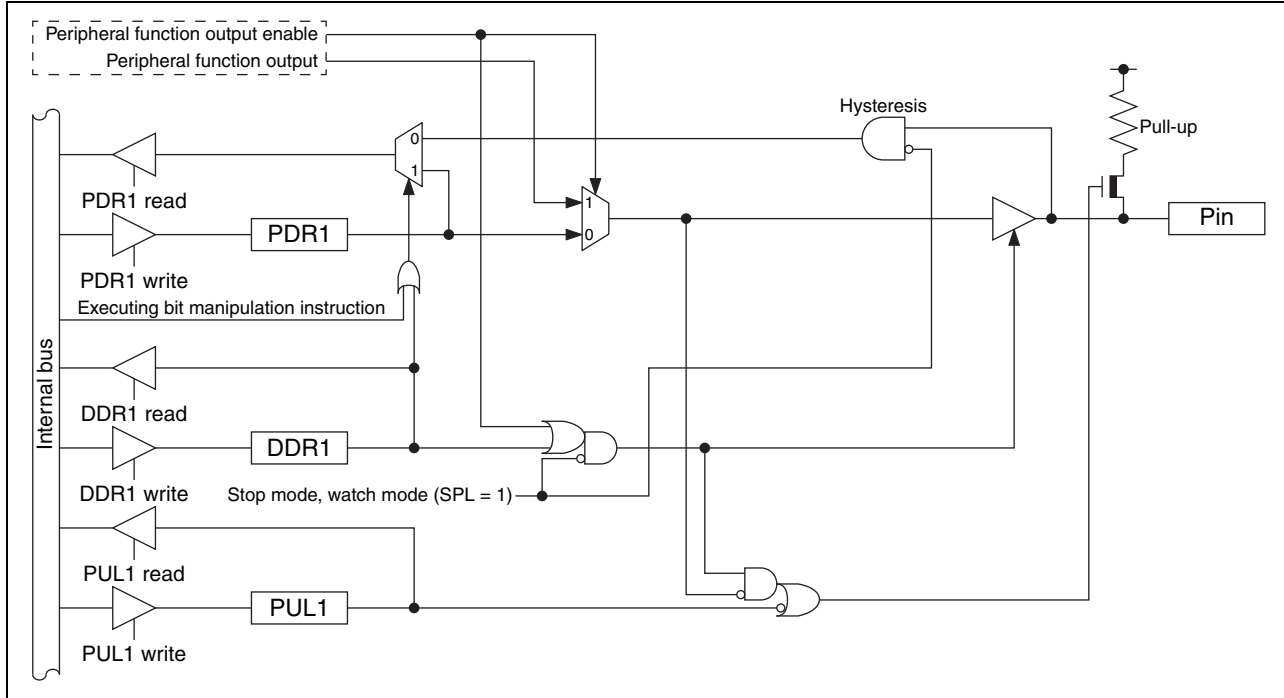 Peripheral function output enable
Peripheral function output
Hysteresis
Pull-up
0
1
PDR1 read
1
0
PDR1
Pin
PDR1 write
Executing bit manipulation instruction
Internal bus
DDR1 read
DDR1
DDR1 write
Stop mode, watch mode (SPL = 1)
PUL1 read
PUL1
PUL1 write